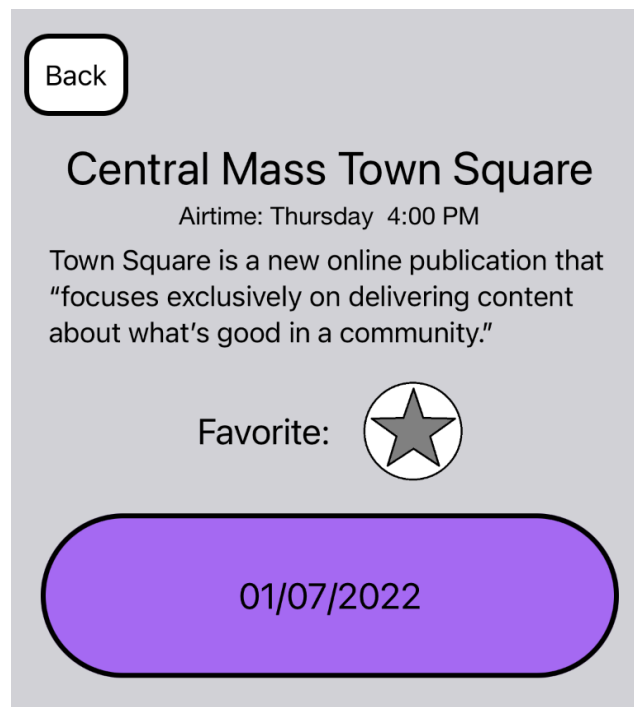 Back
Central Mass Town Square
Airtime: Thursday  4:00 PM
Town Square is a new online publication that
“focuses exclusively on delivering content
about what’s good in a community.”
Favorite:
01/07/2022